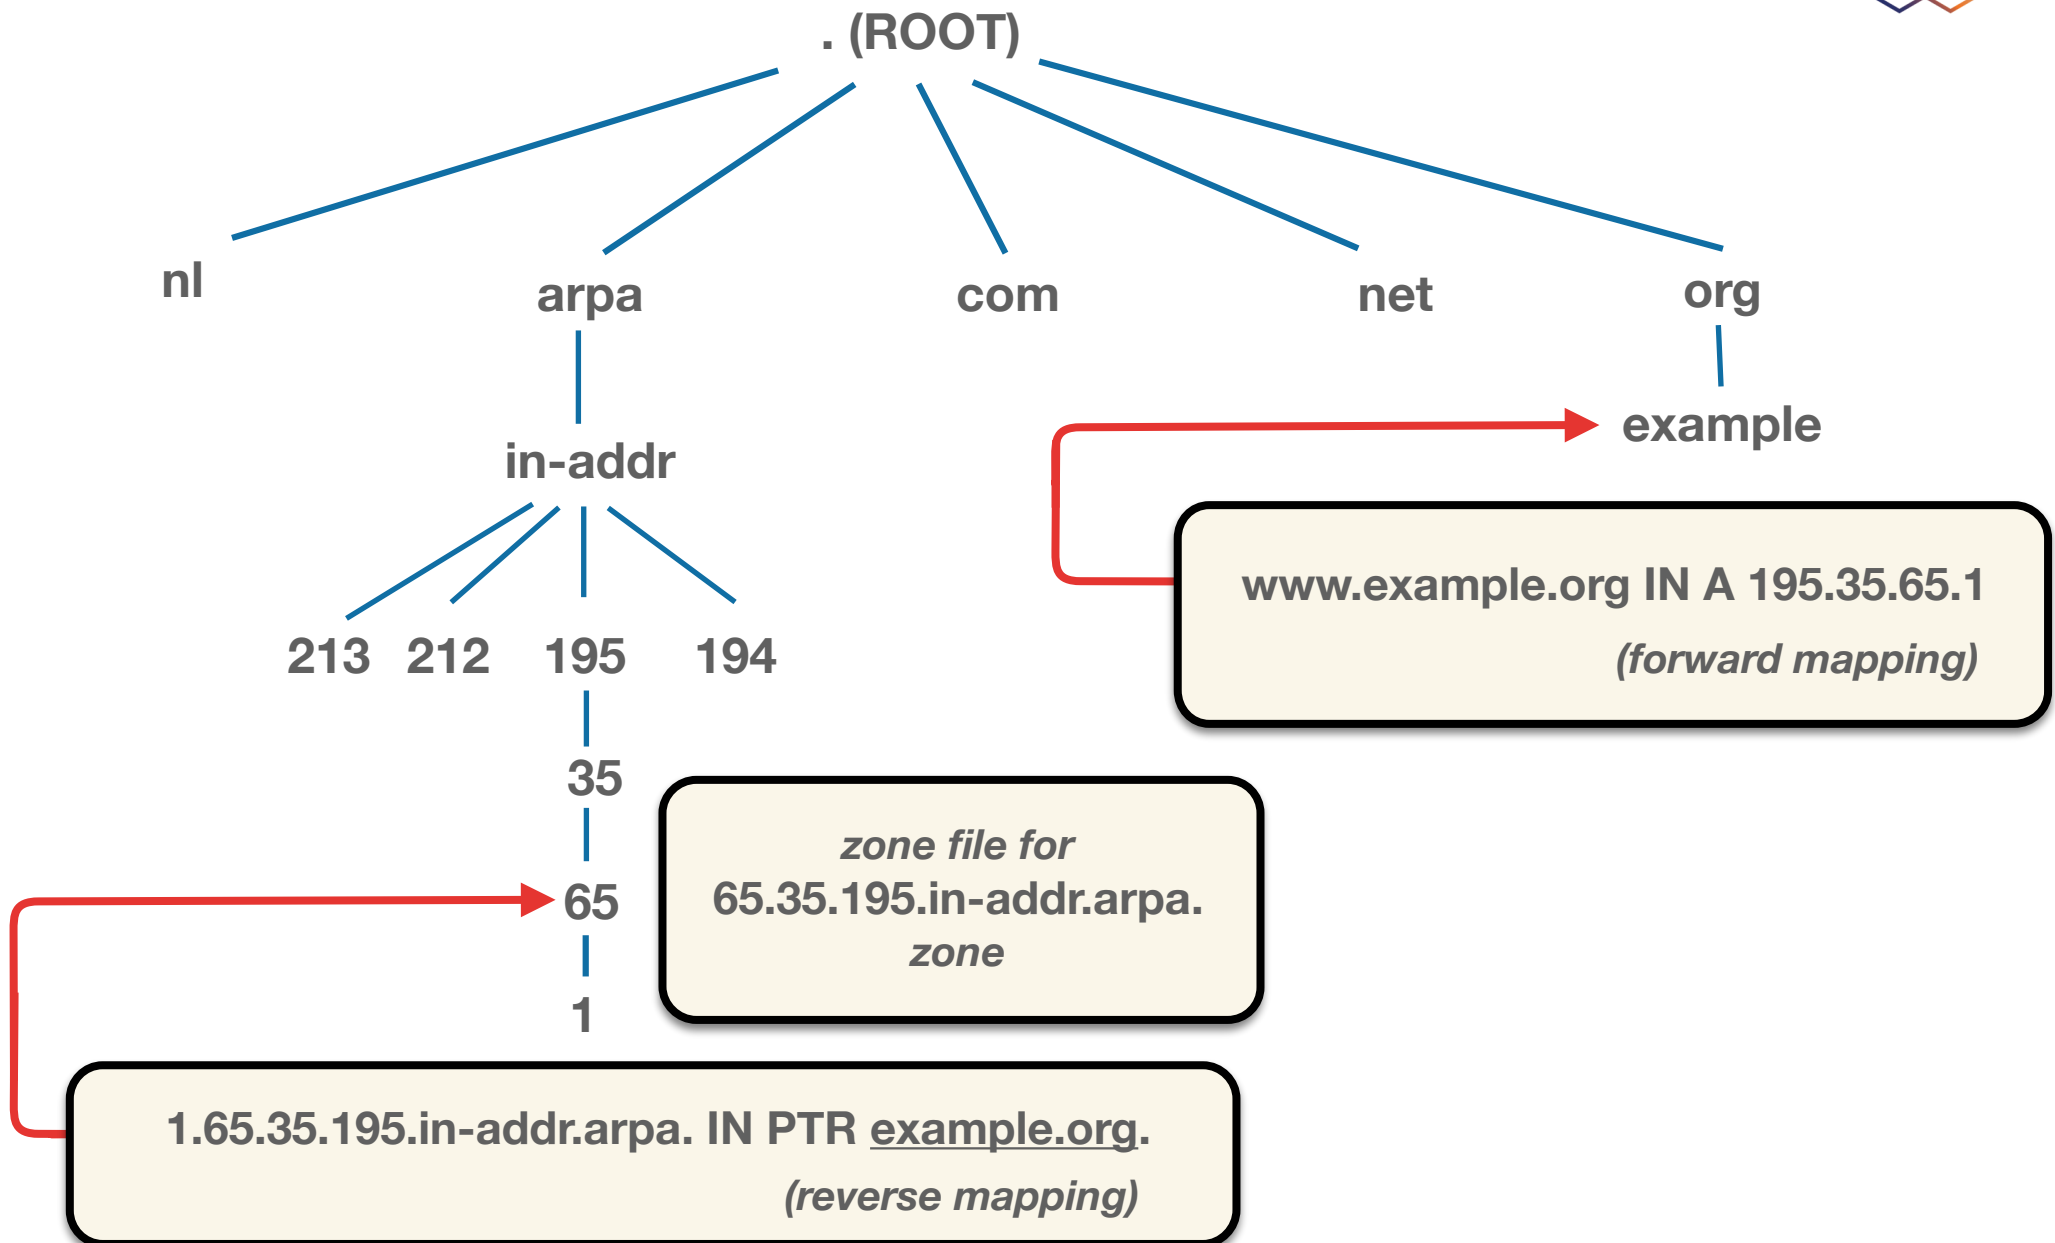 . (ROOT)
nl
arpa
com
net
org
in-addr
example
213
212
195
194
www.example.org IN A 195.35.65.1
(forward mapping)
35
65
1
zone file for
65.35.195.in-addr.arpa.
zone
1.65.35.195.in-addr.arpa. IN PTR example.org.
(reverse mapping)